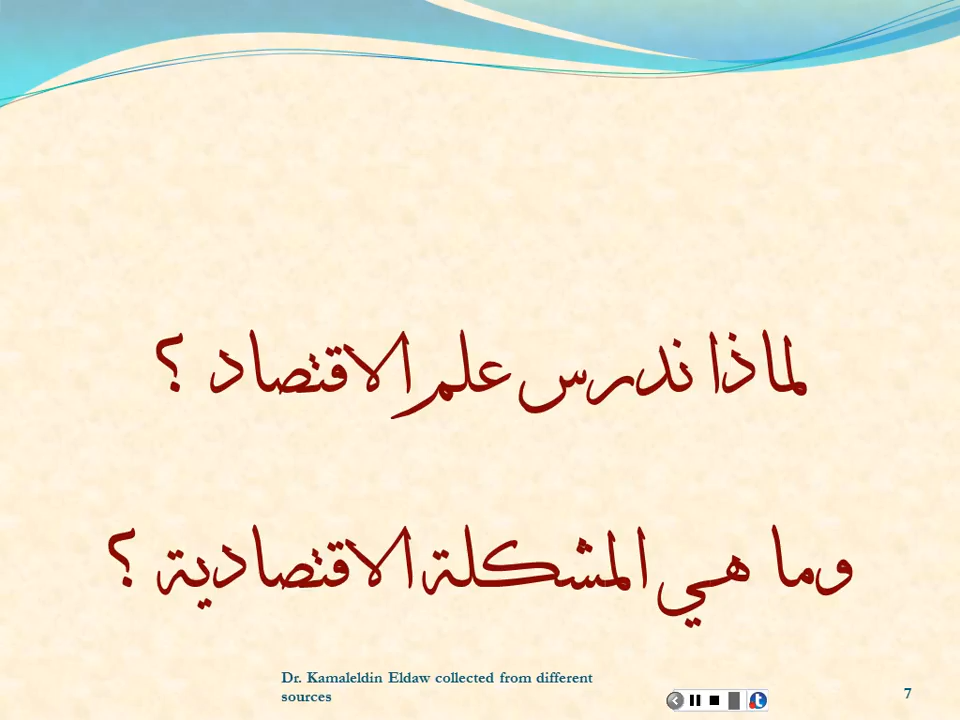 لماذا ندرس علم الاقتصاد ؟
وما هي المشكلة الاقتصادية ؟
Dr. Kamaleldin Eldaw collected from different
sources
7